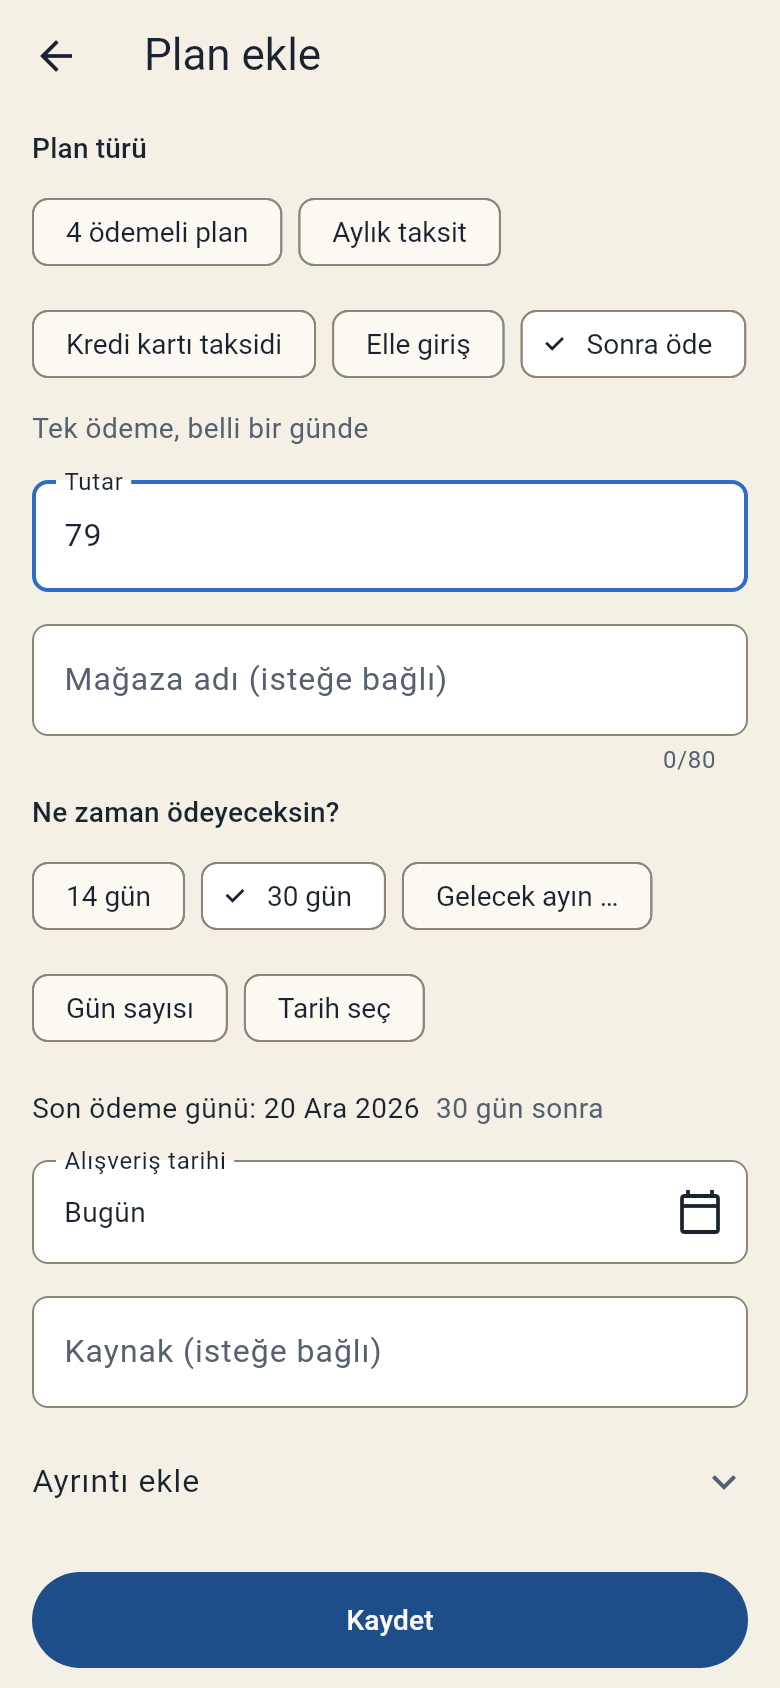 Plan ekle
Plan türü
4 ödemeli plan
Aylık taksit
Kredi kartı taksidi
Elle giriş
Sonra öde
Tek ödeme, belli bir günde
Tutar
79
Mağaza adı (isteğe bağlı)
0/80
Ne zaman ödeyeceksin?
14 gün
30 gün
Gelecek ayın ...
Gün sayısı
Tarih seç
Son ödeme günü: 20 Ara 2026 30 gün sonra
Alışveriş tarihi
Bugün
Kaynak (isteğe bağlı)
Ayrıntı ekle
Kaydet